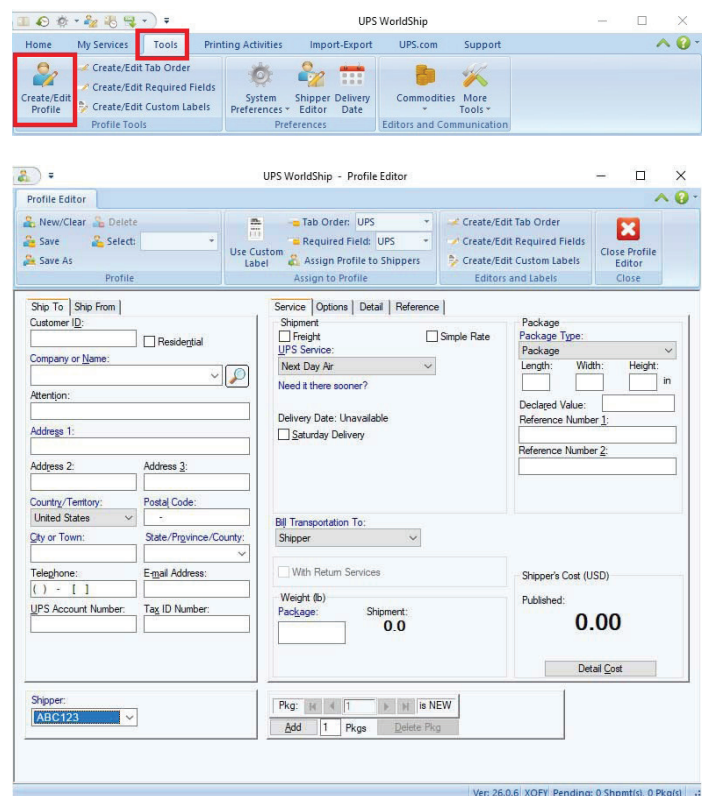 UPS WorldShip
Home My Services Tools Printing Activities Import-Export UPS.com Support
Create/Edit Profile
Create/Edit Tab Order
Create/Edit Required Fields
Create/Edit Custom Labels
Profile Tools
System Preferences
Shipper Editor
Delivery Date
Preferences
Commodities
More Tools
Editors and Communication
UPS WorldShip - Profile Editor
Profile Editor
New/Clear Delete
Save Select:
Save As
Profile
Use Custom Label
Tab Order: UPS
Required Field: UPS
Assign Profile to Shippers
Assign to Profile
Create/Edit Tab Order
Create/Edit Required Fields
Create/Edit Custom Labels
Editors and Labels
Close Profile Editor
Close
Ship To Ship From
Customer ID:
Residential
Company or Name:
Attention:
Address 1:
Address 2: Address 3:
Country/Territory: Postal Code:
United States -
City or Town: State/Province/County:
Telephone: E-mail Address:
( ) - [ ]
UPS Account Number: Tax ID Number:
Shipper:
ABC123
Service Options Detail Reference
Shipment
Freight Simple Rate
UPS Service:
Next Day Air
Need it there sooner?
Delivery Date: Unavailable
Saturday Delivery
Bill Transportation To:
Shipper
With Return Services
Weight (lb)
Package: Shipment:
0.0
Package
Package Type:
Package
Length: Width: Height:
in
Declared Value:
Reference Number 1:
Reference Number 2:
Shipper's Cost (USD)
Published:
0.00
Detail Cost
Pkg: 1 is NEW
Add 1 Pkgs Delete Pkg
Ver: 26.0.6 XOFY Pending: 0 Shpmt(s), 0 Pkg(s)